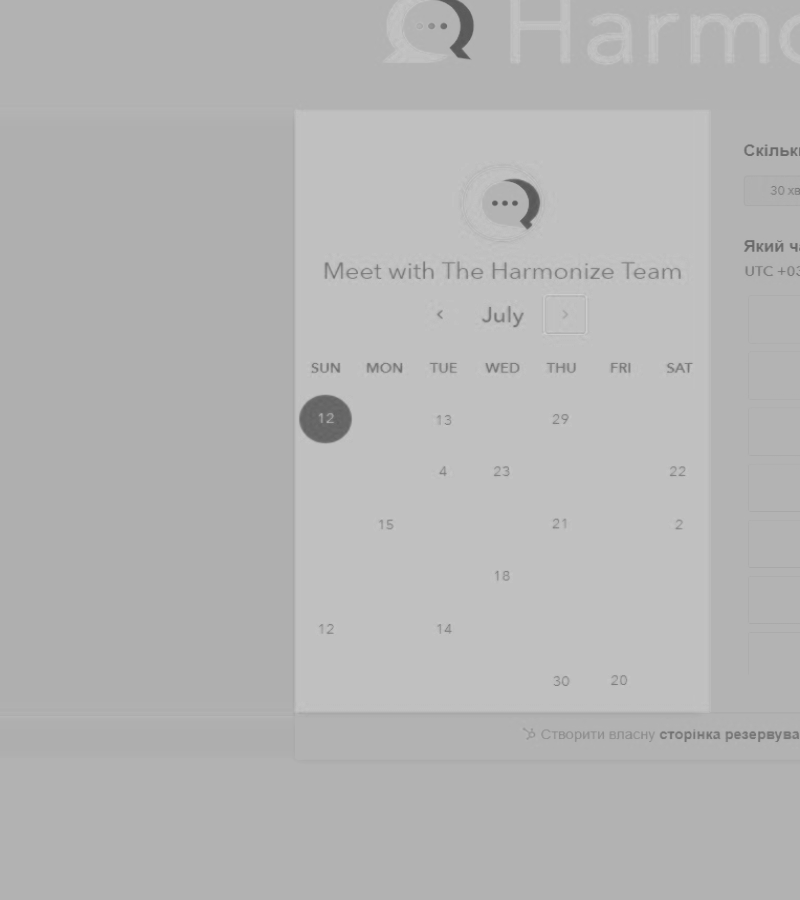 Harmo
Скільк
30 хв
Meet with The Harmonize Team
Який ча
UTC +03
July
SUN MON TUE WED THU FRI SAT
12 13 29
4 23 22
15 21 2
18
12 14
30 20
Створити власну сторінка резервува